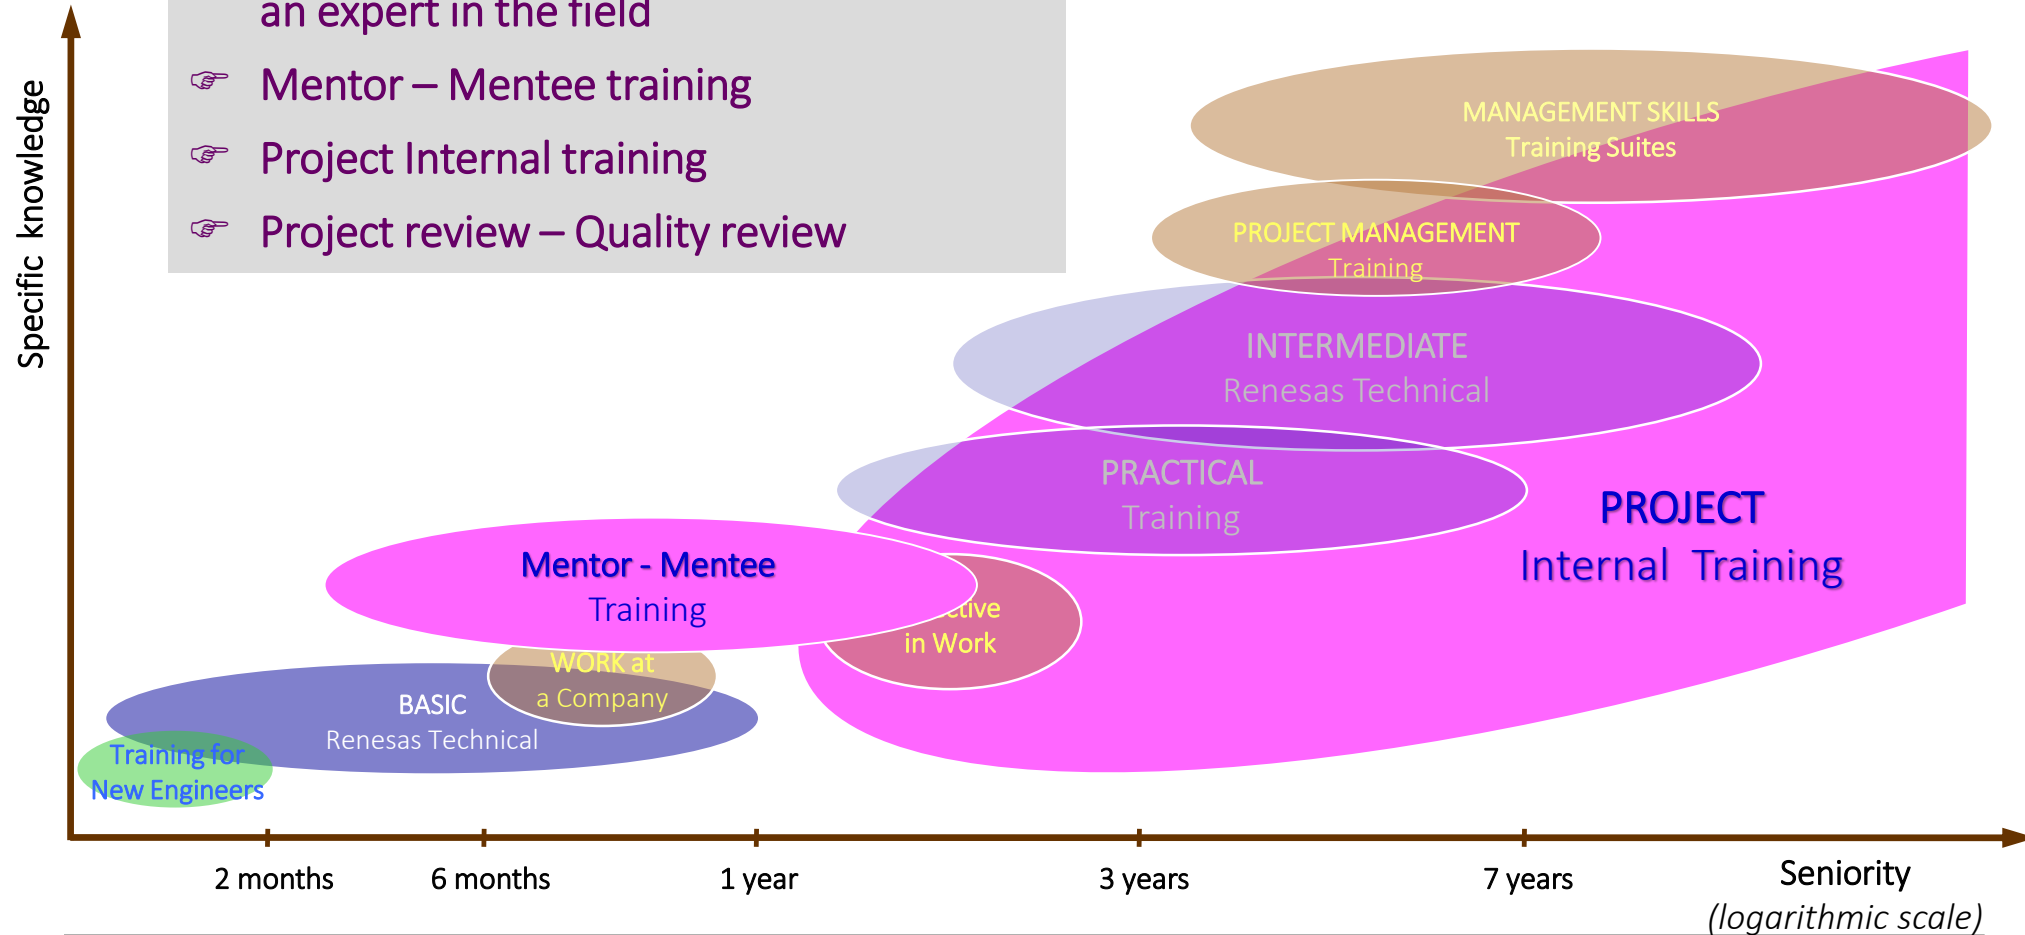 an expert in the field
Mentor – Mentee training
Project Internal training
Project review – Quality review
Specific knowledge
MANAGEMENT SKILLS
Training Suites
PROJECT MANAGEMENT
Training
INTERMEDIATE
Renesas Technical
PRACTICAL
Training
PROJECT
Internal Training
Mentor - Mentee
Training
in Work
WORK at
a Company
BASIC
Renesas Technical
Training for
New Engineers
2 months
6 months
1 year
3 years
7 years
Seniority
(logarithmic scale)